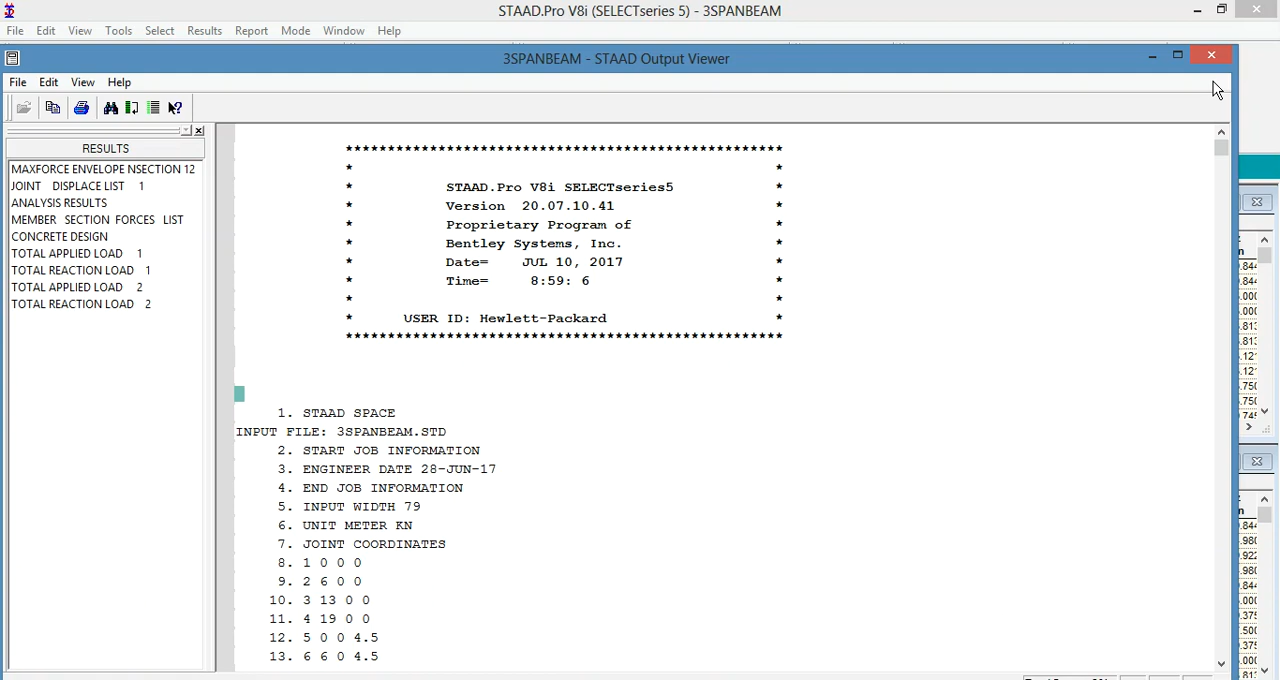 STAAD.Pro V8i (SELECTseries 5) - 3SPANBEAM
File Edit View Tools Select Results Report Mode Window Help
3SPANBEAM - STAAD Output Viewer
File Edit View Help
RESULTS
MAXFORCE ENVELOPE NSECTION 12
JOINT DISPLACE LIST 1
ANALYSIS RESULTS
MEMBER SECTION FORCES LIST
CONCRETE DESIGN
TOTAL APPLIED LOAD 1
TOTAL REACTION LOAD 1
TOTAL APPLIED LOAD 2
TOTAL REACTION LOAD 2
****************************************************
* *
* STAAD.Pro V8i SELECTseries5 *
* Version 20.07.10.41 *
* Proprietary Program of *
* Bentley Systems, Inc. *
* Date= JUL 10, 2017 *
* Time= 8:59: 6 *
* *
* USER ID: Hewlett-Packard *
****************************************************
1. STAAD SPACE
INPUT FILE: 3SPANBEAM.STD
2. START JOB INFORMATION
3. ENGINEER DATE 28-JUN-17
4. END JOB INFORMATION
5. INPUT WIDTH 79
6. UNIT METER KN
7. JOINT COORDINATES
8. 1 0 0 0
9. 2 6 0 0
10. 3 13 0 0
11. 4 19 0 0
12. 5 0 0 4.5
13. 6 6 0 4.5